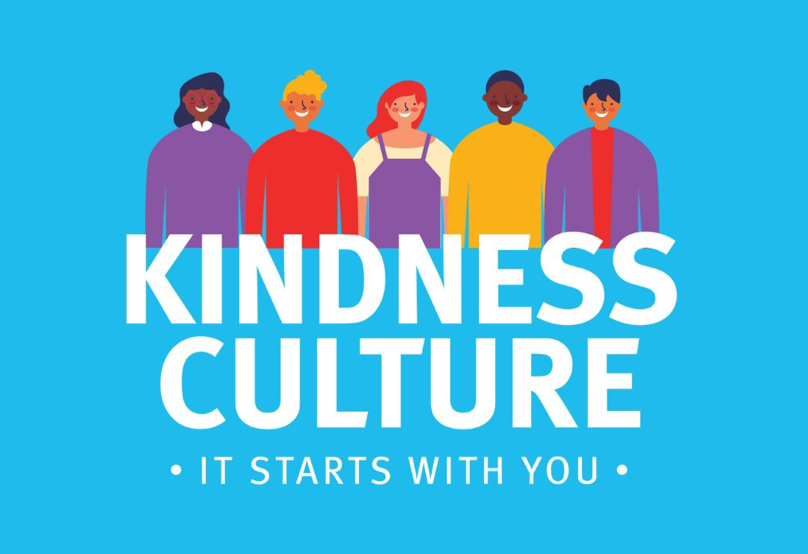 KINDNESS
CULTURE
• IT STARTS WITH YOU •